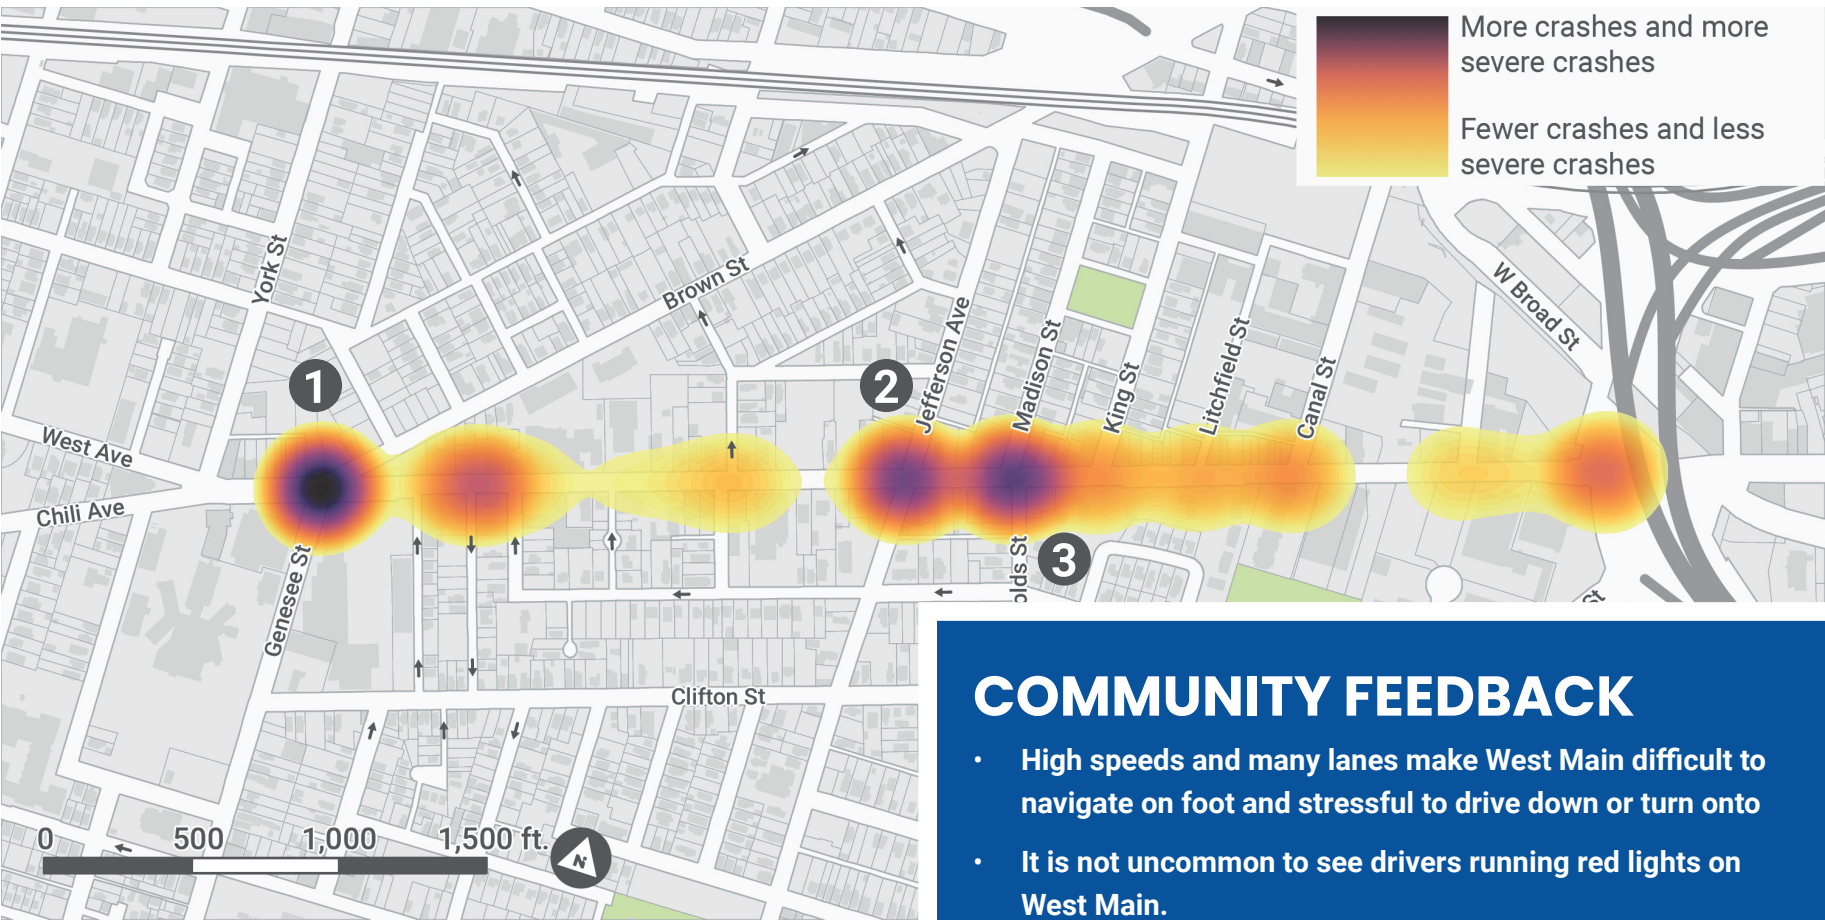 More crashes and more
severe crashes
Fewer crashes and less
severe crashes
York St
Brown St
W Broad St
Jefferson Ave
Madison St
King St
Litchfield St
Canal St
1
2
West Ave
Chili Ave
Genesee St
olds St
3
St
Clifton St
0 500 1,000 1,500 ft.
N
COMMUNITY FEEDBACK
• High speeds and many lanes make West Main difficult to
navigate on foot and stressful to drive down or turn onto
• It is not uncommon to see drivers running red lights on
West Main.